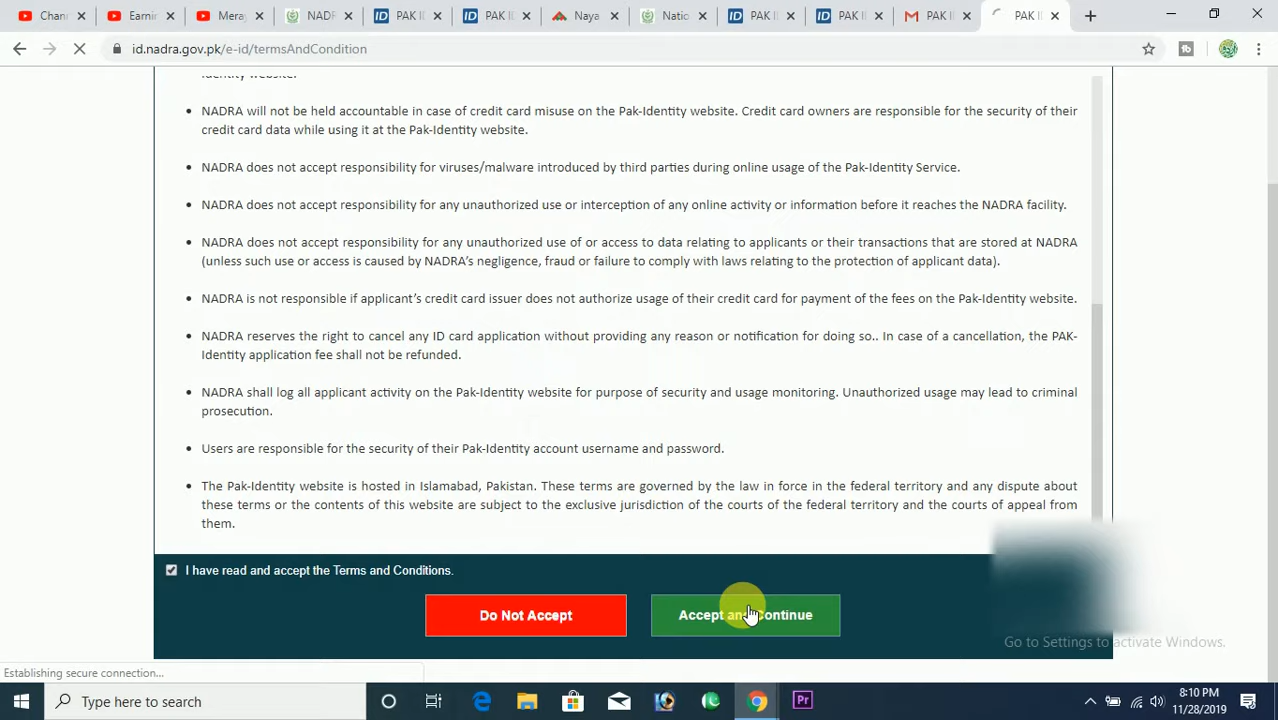 Chann
Earnin
Meraj
NADR
PAK ID
PAK ID
Naya
Natio
PAK ID
PAK I
PAK I
PAK I
id.nadra.gov.pk/e-id/termsAndCondition
Identity website.
• NADRA will not be held accountable in case of credit card misuse on the Pak-Identity website. Credit card owners are responsible for the security of their
credit card data while using it at the Pak-Identity website.
• NADRA does not accept responsibility for viruses/malware introduced by third parties during online usage of the Pak-Identity Service.
• NADRA does not accept responsibility for any unauthorized use or interception of any online activity or information before it reaches the NADRA facility.
• NADRA does not accept responsibility for any unauthorized use of or access to data relating to applicants or their transactions that are stored at NADRA
(unless such use or access is caused by NADRA's negligence, fraud or failure to comply with laws relating to the protection of applicant data).
• NADRA is not responsible if applicant's credit card issuer does not authorize usage of their credit card for payment of the fees on the Pak-Identity website.
• NADRA reserves the right to cancel any ID card application without providing any reason or notification for doing so.. In case of a cancellation, the PAK-
Identity application fee shall not be refunded.
• NADRA shall log all applicant activity on the Pak-Identity website for purpose of security and usage monitoring. Unauthorized usage may lead to criminal
prosecution.
• Users are responsible for the security of their Pak-Identity account username and password.
• The Pak-Identity website is hosted in Islamabad, Pakistan. These terms are governed by the law in force in the federal territory and any dispute about
these terms or the contents of this website are subject to the exclusive jurisdiction of the courts of the federal territory and the courts of appeal from
them.
I have read and accept the Terms and Conditions.
Do Not Accept
Accept and Continue
Go to Settings to activate Windows.
Establishing secure connection...
Type here to search
Pr
8:10 PM
11/28/2019